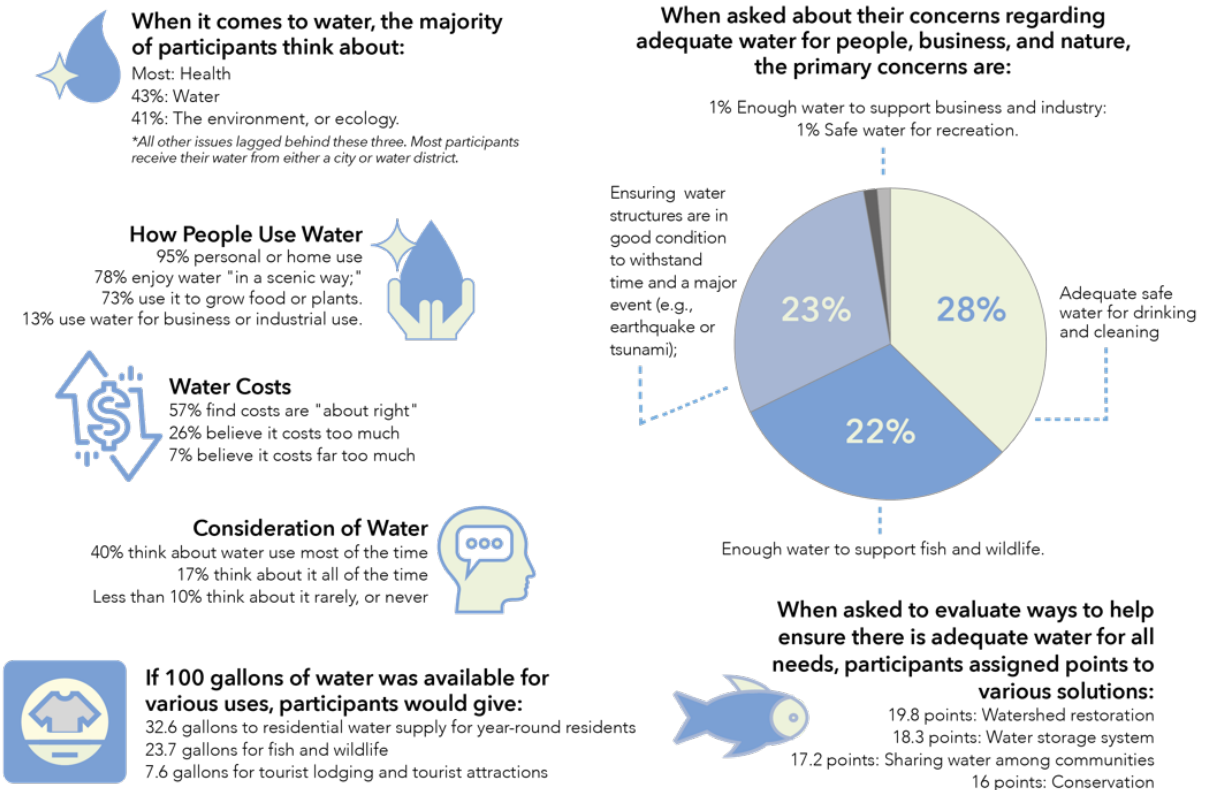 When it comes to water, the majority
of participants think about:
Most: Health
43%: Water
41%: The environment, or ecology.
*All other issues lagged behind these three. Most participants
receive their water from either a city or water district.
How People Use Water
95% personal or home use
78% enjoy water "in a scenic way;"
73% use it to grow food or plants.
13% use water for business or industrial use.
$
Water Costs
57% find costs are "about right"
26% believe it costs too much
7% believe it costs far too much
Consideration of Water
40% think about water use most of the time
17% think about it all of the time
Less than 10% think about it rarely, or never
If 100 gallons of water was available for
various uses, participants would give:
32.6 gallons to residential water supply for year-round residents
23.7 gallons for fish and wildlife
7.6 gallons for tourist lodging and tourist attractions
When asked about their concerns regarding
adequate water for people, business, and nature,
the primary concerns are:
1% Enough water to support business and industry:
1% Safe water for recreation.
Ensuring water
structures are in
good condition
to withstand
time and a major
event (e.g.,
earthquake or
tsunami);
23%
28%
Adequate safe
water for drinking
and cleaning
22%
Enough water to support fish and wildlife.
When asked to evaluate ways to help
ensure there is adequate water for all
needs, participants assigned points to
various solutions:
19.8 points: Watershed restoration
18.3 points: Water storage system
17.2 points: Sharing water among communities
16 points: Conservation